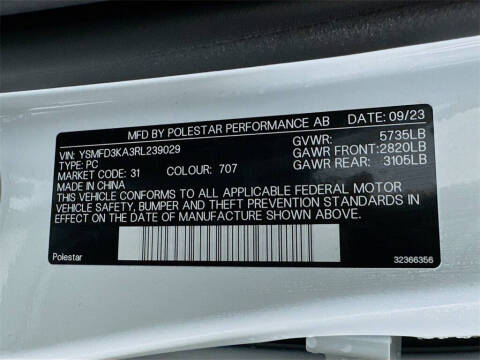 MFD BY POLESTAR PERFORMANCE AB DATE 09/23
VIN: YSMFD3KA3RL239029 GVWR: 5735LB
TYPE: PC GAWR FRONT: 2820LB
MARKET CODE: 31 COLOUR: 707 GAWR REAR: 3105LB
MADE IN CHINA
THIS VEHICLE CONFORMS TO ALL APPLICABLE FEDERAL MOTOR
VEHICLE SAFETY, BUMPER AND THEFT PREVENTION STANDARDS IN
EFFECT ON THE DATE OF MANUFACTURE SHOWN ABOVE.
Polestar 32366356